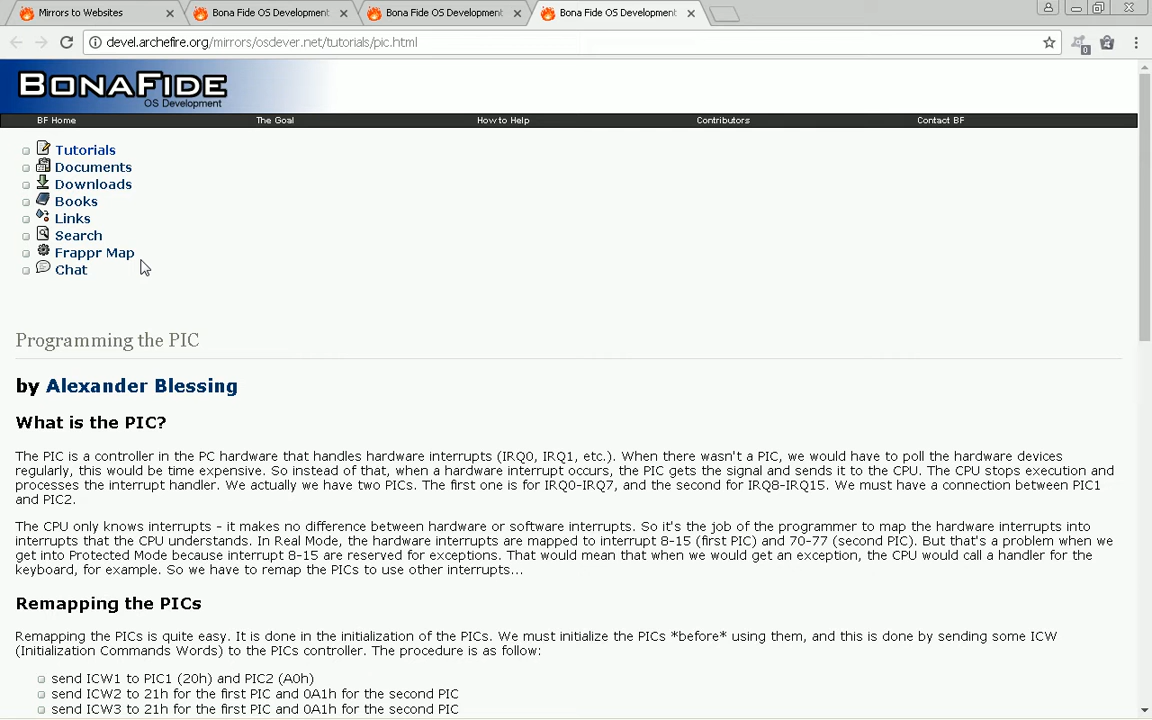 Mirrors to Websites
Bona Fide OS Development
Bona Fide OS Development
Bona Fide OS Development
devel.archefire.org/mirrors/osdever.net/tutorials/pic.html
0
BONAFIDE
OS Development
BF Home The Goal How to Help Contributors Contact BF
Tutorials
Documents
Downloads
Books
Links
Search
Frappr Map
Chat
Programming the PIC
by Alexander Blessing
What is the PIC?
The PIC is a controller in the PC hardware that handles hardware interrupts (IRQ0, IRQ1, etc.). When there wasn't a PIC, we would have to poll the hardware devices
regularly, this would be time expensive. So instead of that, when a hardware interrupt occurs, the PIC gets the signal and sends it to the CPU. The CPU stops execution and
processes the interrupt handler. We actually we have two PICs. The first one is for IRQ0-IRQ7, and the second for IRQ8-IRQ15. We must have a connection between PIC1
and PIC2.
The CPU only knows interrupts - it makes no difference between hardware or software interrupts. So it's the job of the programmer to map the hardware interrupts into
interrupts that the CPU understands. In Real Mode, the hardware interrupts are mapped to interrupt 8-15 (first PIC) and 70-77 (second PIC). But that's a problem when we
get into Protected Mode because interrupt 8-15 are reserved for exceptions. That would mean that when we would get an exception, the CPU would call a handler for the
keyboard, for example. So we have to remap the PICs to use other interrupts...
Remapping the PICs
Remapping the PICs is quite easy. It is done in the initialization of the PICs. We must initialize the PICs *before* using them, and this is done by sending some ICW
(Initialization Commands Words) to the PICs controller. The procedure is as follow:
send ICW1 to PIC1 (20h) and PIC2 (A0h)
send ICW2 to 21h for the first PIC and 0A1h for the second PIC
send ICW3 to 21h for the first PIC and 0A1h for the second PIC